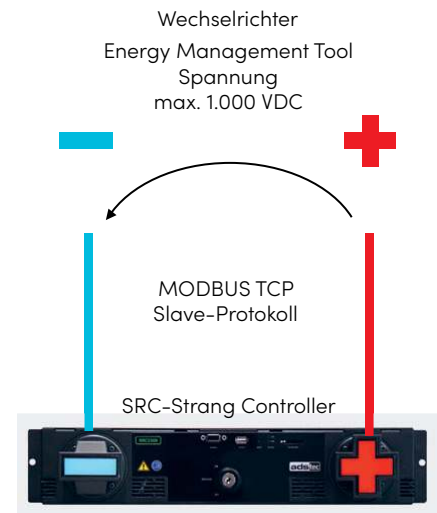 Wechselrichter
Energy Management Tool
Spannung
max. 1.000 VDC
MODBUS TCP
Slave-Protokoll
SRC-Strang Controller
ads-tec